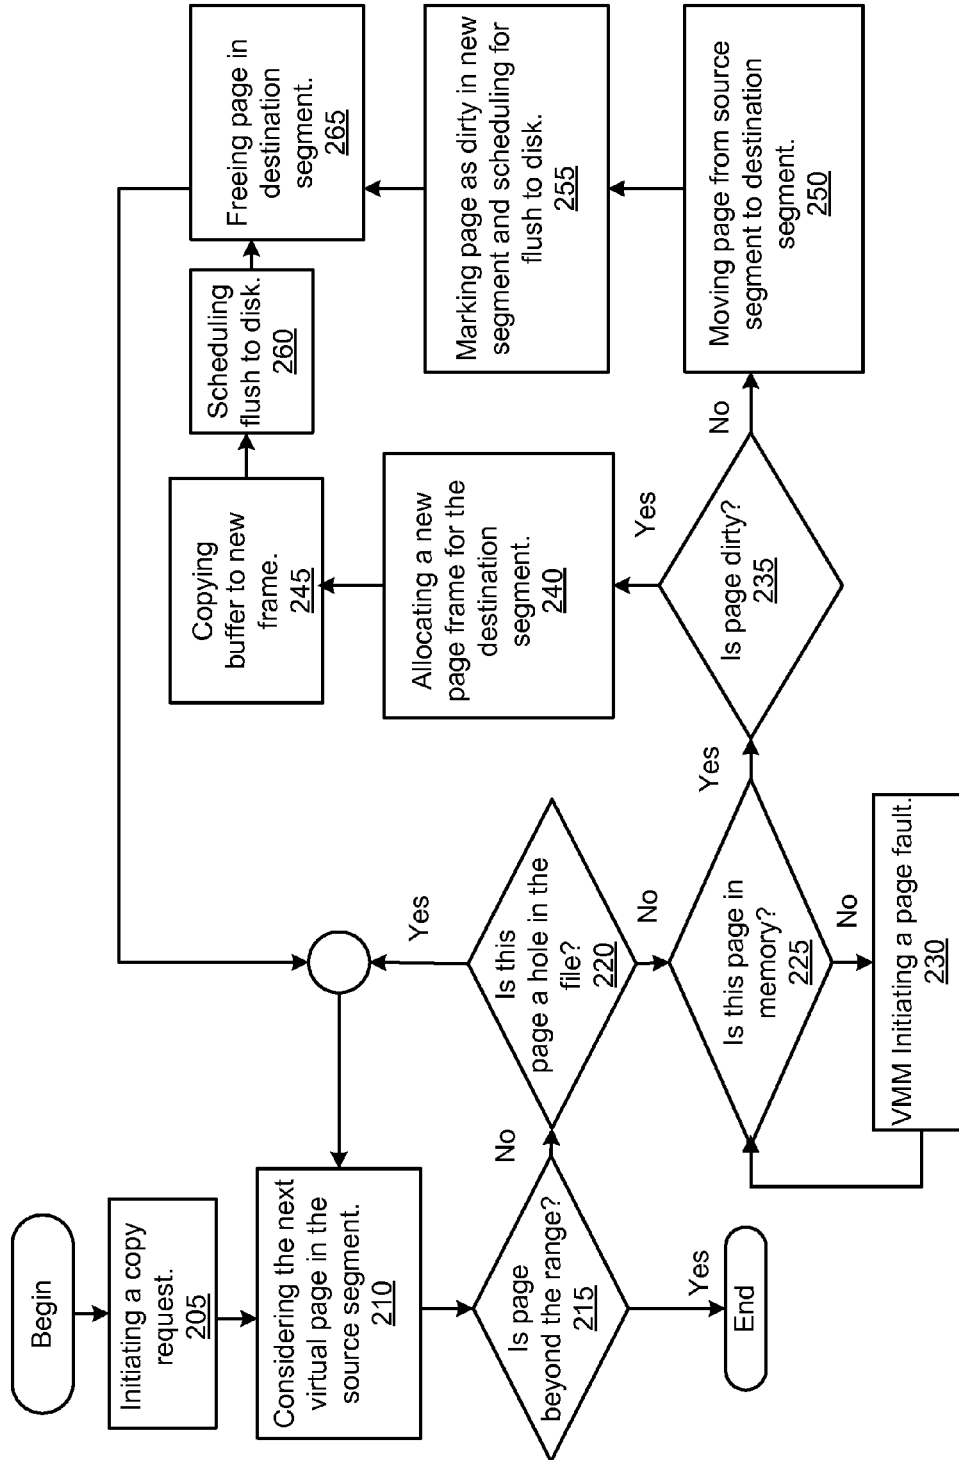 Begin
Initiating a copy
request.
205
Considering the next
virtual page in the
source segment.
210
Is page
beyond the range?
215
Yes
End
No
Is this
page a hole in the
file?
220
Yes
No
Is this page in
memory?
225
No
VMM Initiating a page fault.
230
Yes
Is page dirty?
235
Yes
Allocating a new
page frame for the
destination
segment.
240
Copying
buffer to new
frame.
245
Scheduling
flush to disk.
260
No
Moving page from source
segment to destination
segment.
250
Marking page as dirty in new
segment and scheduling for
flush to disk.
255
Freeing page in
destination
segment.
265